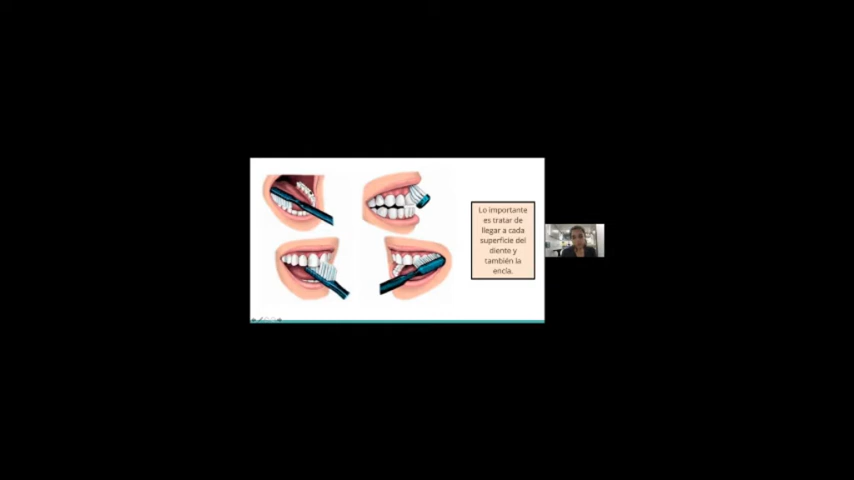 Lo importante
es tratar de
llegar a cada
superficie del
diente y
también la
encía.